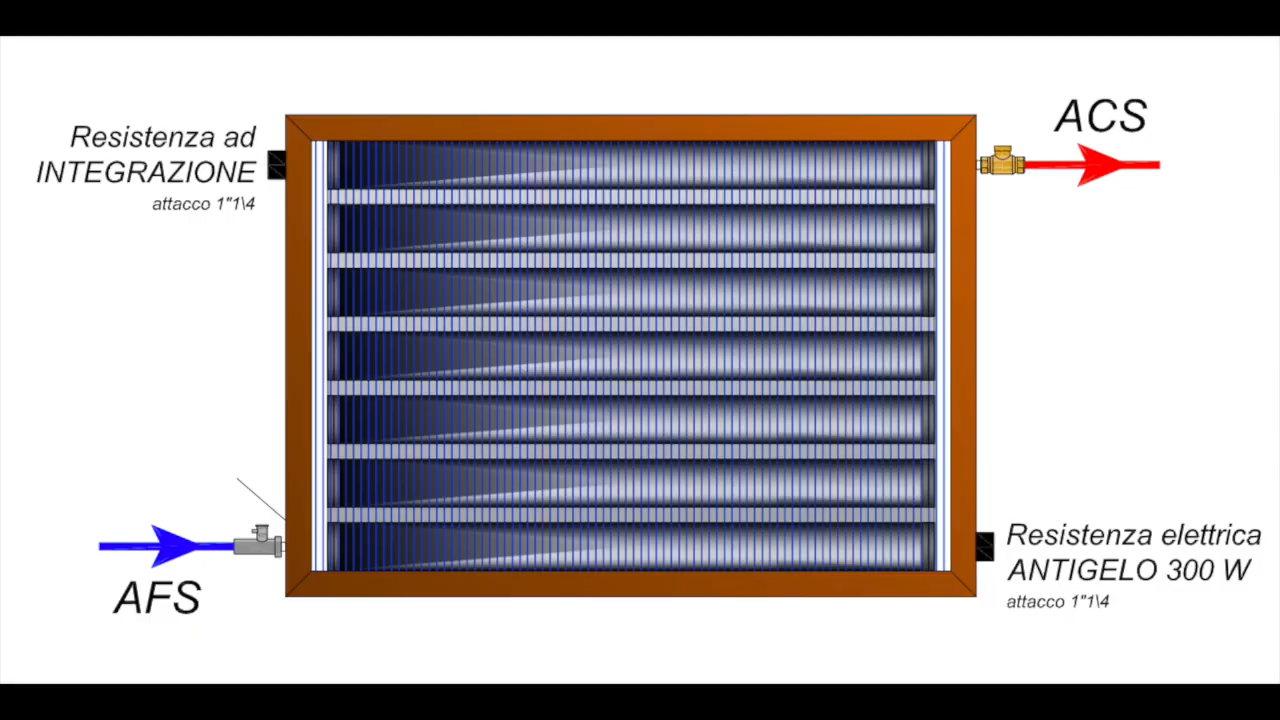 Resistenza ad
INTEGRAZIONE
attacco 1"1\4
ACS
AFS
Resistenza elettrica
ANTIGELO 300 W
attacco 1"1\4